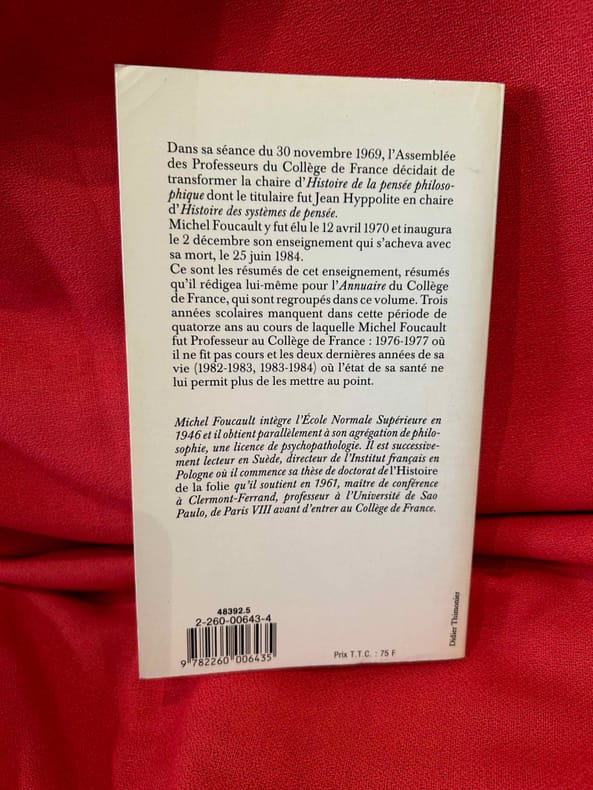 Dans sa séance du 30 novembre 1969, l'Assemblée
des Professeurs du Collège de France décidait de
transformer la chaire d'Histoire de la pensée philoso-
phique dont le titulaire fut Jean Hyppolite en chaire
d'Histoire des systèmes de pensée.
Michel Foucault y fut élu le 12 avril 1970 et inaugura
le 2 décembre son enseignement qui s'acheva avec
sa mort, le 25 juin 1984.
Ce sont les résumés de cet enseignement, résumés
qu'il rédigea lui-même pour l'Annuaire du Collège
de France, qui sont regroupés dans ce volume. Trois
années scolaires manquent dans cette période de
quatorze ans au cours de laquelle Michel Foucault
fut Professeur au Collège de France : 1976-1977 où
il ne fit pas cours et les deux dernières années de sa
vie (1982-1983, 1983-1984) où l'état de sa santé ne
lui permit plus de les mettre au point.
Michel Foucault intègre l'École Normale Supérieure en
1946 et il obtient parallèlement à son agrégation de philo-
sophie, une licence de psychopathologie. Il est successive-
ment lecteur en Suède, directeur de l'Institut français en
Pologne où il commence sa thèse de doctorat de l'Histoire
de la folie qu'il soutient en 1961, maître de conférence
à Clermont-Ferrand, professeur à l'Université de Sao
Paulo, de Paris VIII avant d'entrer au Collège de France.
48392.5
2-260-00643-4
9 782260 006435
Prix T.T.C. : 75 F
Didier Thimonier